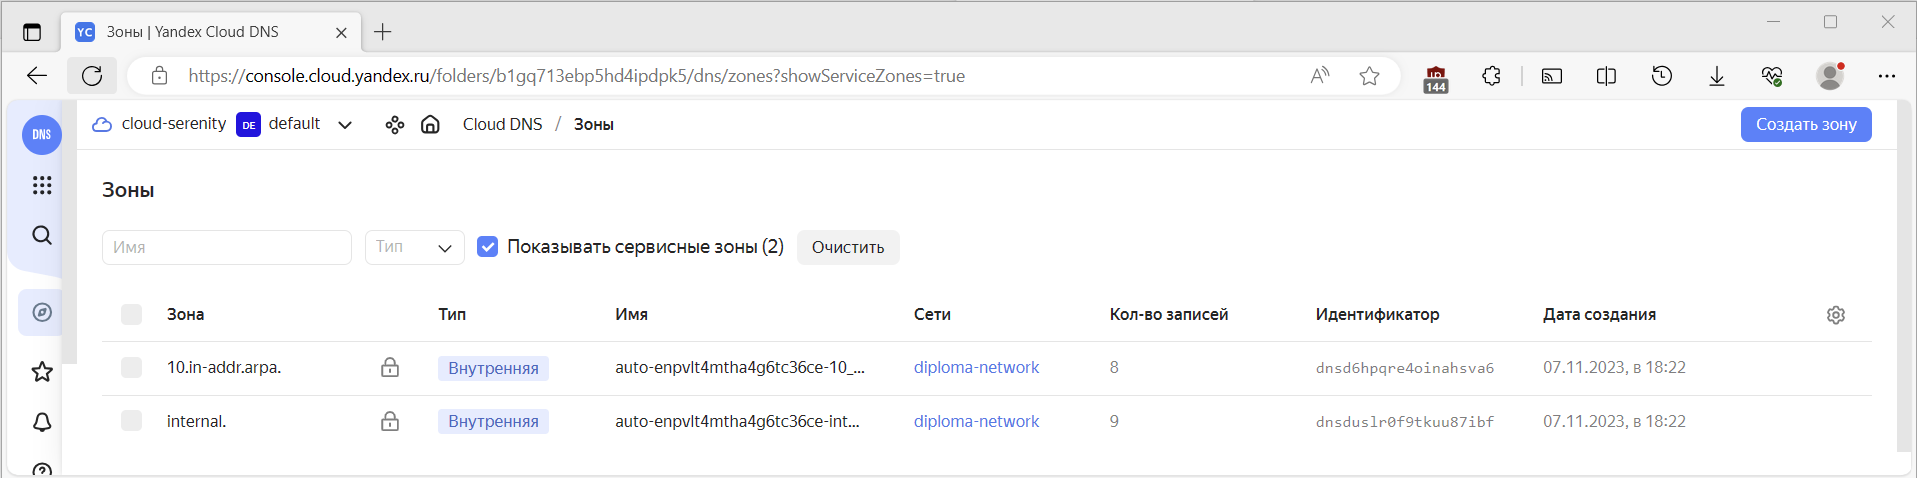 YC Зоны | Yandex Cloud DNS
https://console.cloud.yandex.ru/folders/b1gq713ebp5hd4ipdpk5/dns/zones?showServiceZones=true
144
DNS cloud-serenity DE default Cloud DNS / Зоны Создать зону
Зоны
Имя Тип Показывать сервисные зоны (2) Очистить
Зона Тип Имя Сети Кол-во записей Идентификатор Дата создания
10.in-addr.arpa. Внутренняя auto-enpvlt4mtha4g6tc36ce-10_... diploma-network 8 dnsd6hpqre4oinahsva6 07.11.2023, в 18:22
internal. Внутренняя auto-enpvlt4mtha4g6tc36ce-int... diploma-network 9 dnsduslr0f9tkuu87ibf 07.11.2023, в 18:22